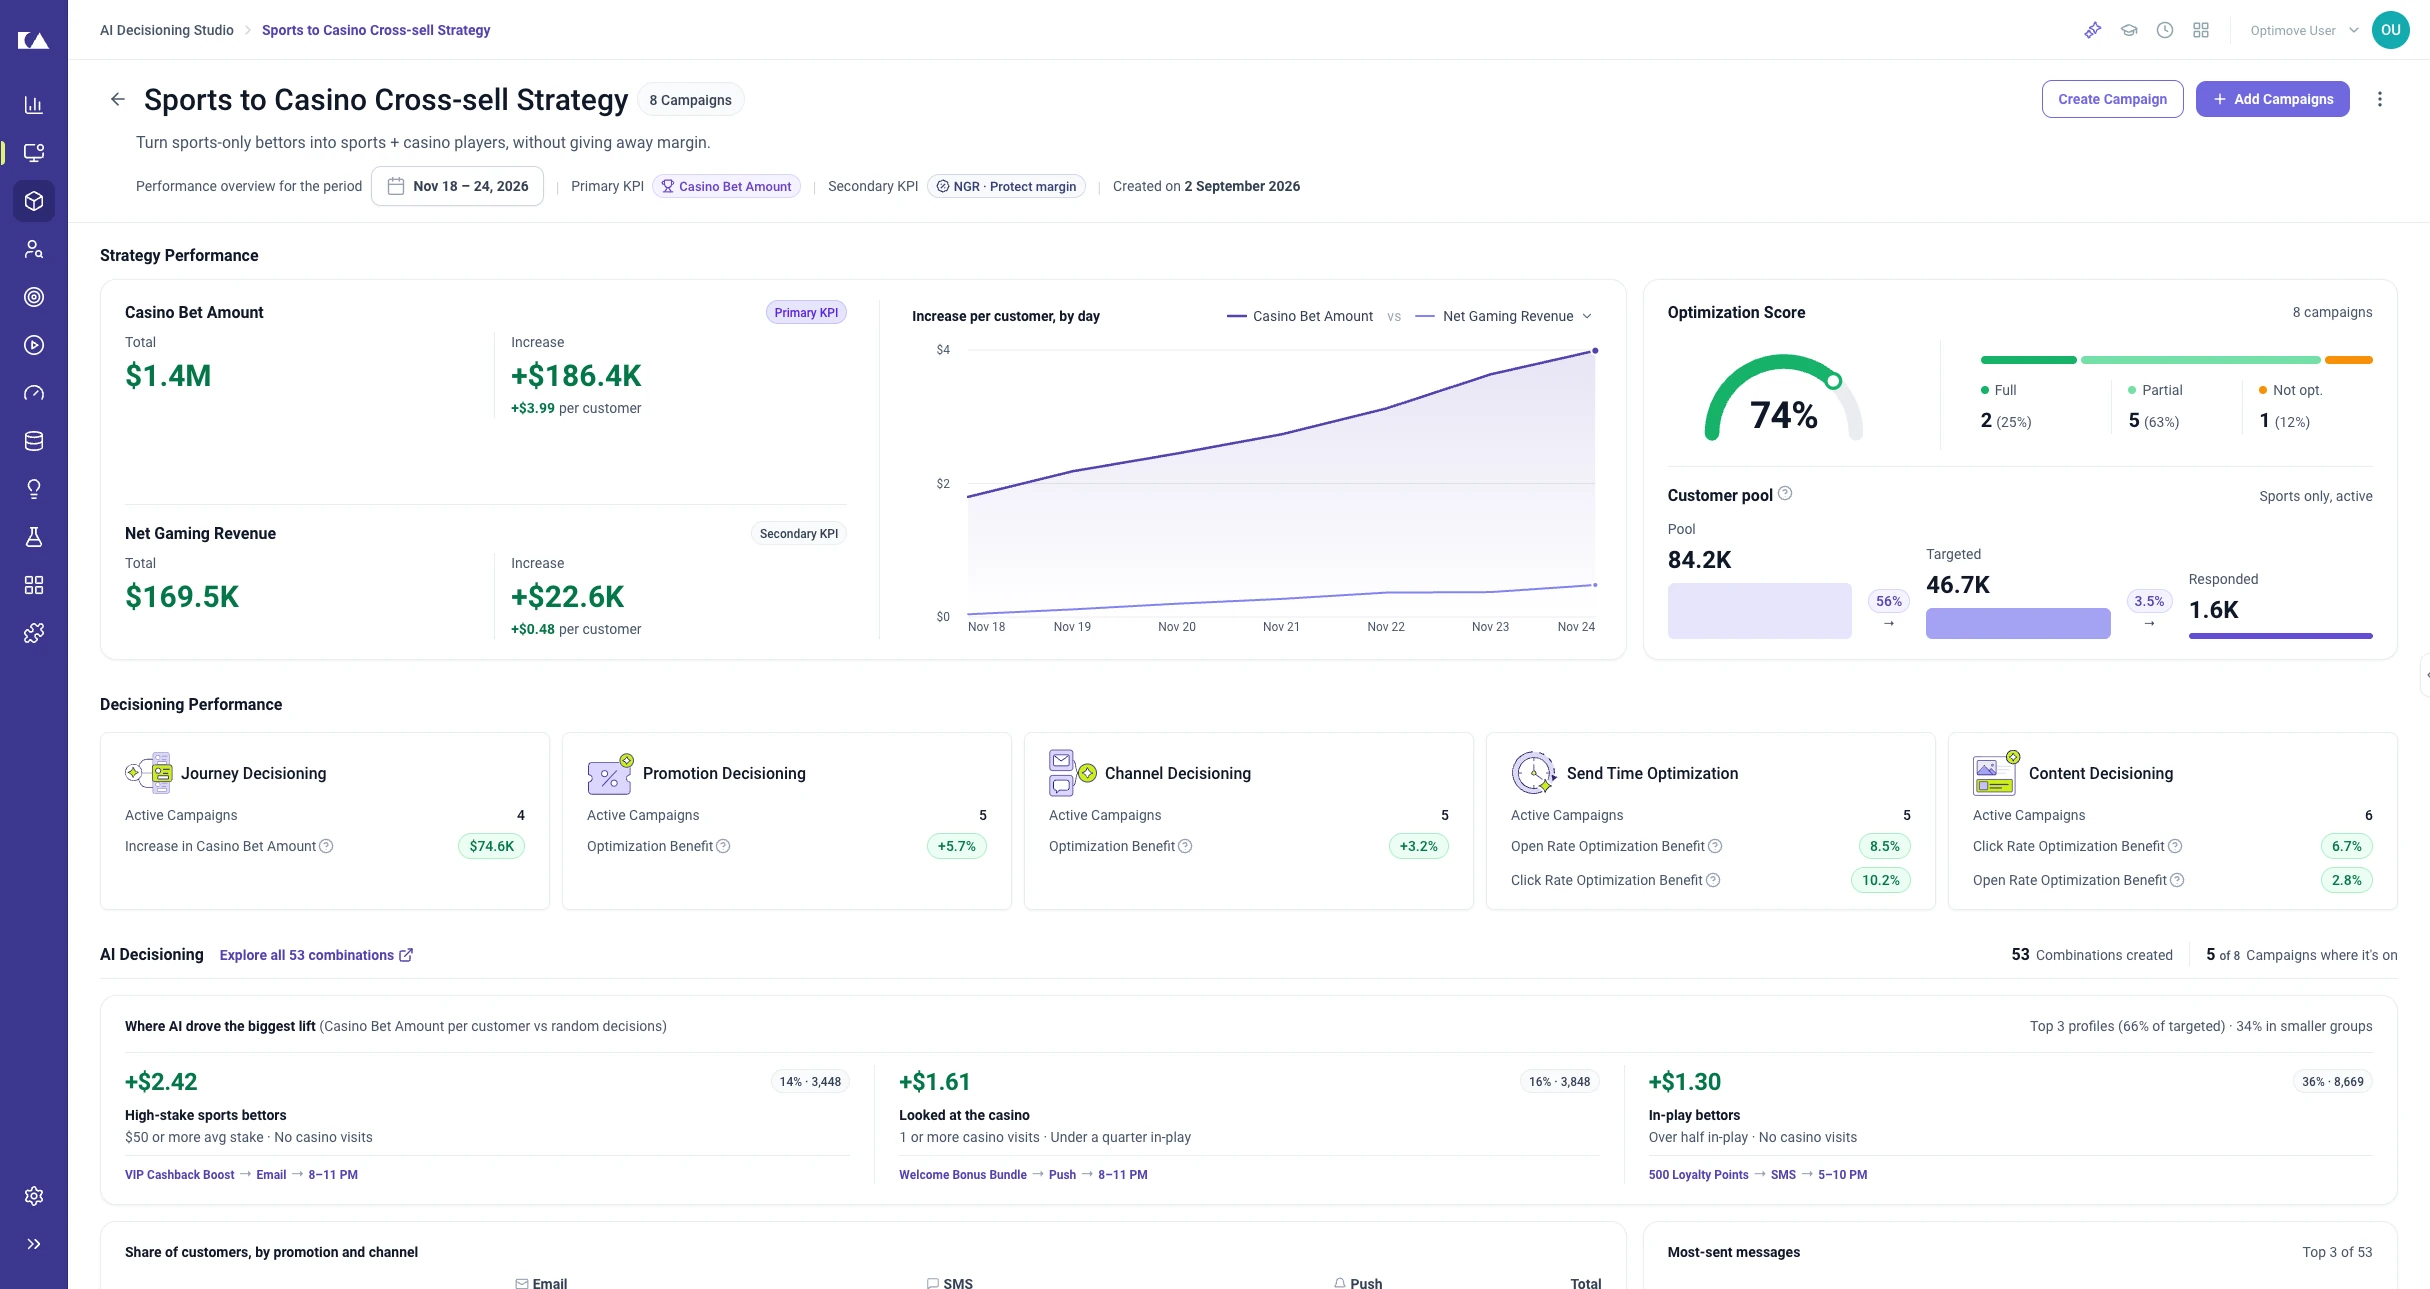 AI Decisioning Studio > Sports to Casino Cross-sell Strategy
Optimove User
OU
Sports to Casino Cross-sell Strategy
8 Campaigns
Create Campaign
+ Add Campaigns
Turn sports-only bettors into sports + casino players, without giving away margin.
Performance overview for the period Nov 18 – 24, 2026 | Primary KPI Casino Bet Amount | Secondary KPI NGR · Protect margin | Created on 2 September 2026
Strategy Performance
Casino Bet Amount
Primary KPI
Total
$1.4M
Increase
+$186.4K
+$3.99 per customer
Net Gaming Revenue
Secondary KPI
Total
$169.5K
Increase
+$22.6K
+$0.48 per customer
Increase per customer, by day
Casino Bet Amount vs Net Gaming Revenue
$4
$2
$0
Nov 18 Nov 19 Nov 20 Nov 21 Nov 22 Nov 23 Nov 24
Optimization Score
8 campaigns
74%
Full
2 (25%)
Partial
5 (63%)
Not opt.
1 (12%)
Customer pool
Sports only, active
Pool
84.2K
56%
→
Targeted
46.7K
3.5%
→
Responded
1.6K
Decisioning Performance
Journey Decisioning
Active Campaigns 4
Increase in Casino Bet Amount $74.6K
Promotion Decisioning
Active Campaigns 5
Optimization Benefit +5.7%
Channel Decisioning
Active Campaigns 5
Optimization Benefit +3.2%
Send Time Optimization
Active Campaigns 5
Open Rate Optimization Benefit 8.5%
Click Rate Optimization Benefit 10.2%
Content Decisioning
Active Campaigns 6
Click Rate Optimization Benefit 6.7%
Open Rate Optimization Benefit 2.8%
AI Decisioning Explore all 53 combinations
53 Combinations created
5 of 8 Campaigns where it's on
Where AI drove the biggest lift (Casino Bet Amount per customer vs random decisions)
Top 3 profiles (66% of targeted) · 34% in smaller groups
+$2.42
14% · 3,448
High-stake sports bettors
$50 or more avg stake · No casino visits
VIP Cashback Boost → Email → 8–11 PM
+$1.61
16% · 3,848
Looked at the casino
1 or more casino visits · Under a quarter in-play
Welcome Bonus Bundle → Push → 8–11 PM
+$1.30
36% · 8,669
In-play bettors
Over half in-play · No casino visits
500 Loyalty Points → SMS → 5–10 PM
Share of customers, by promotion and channel
Email SMS Push Total
Most-sent messages
Top 3 of 53